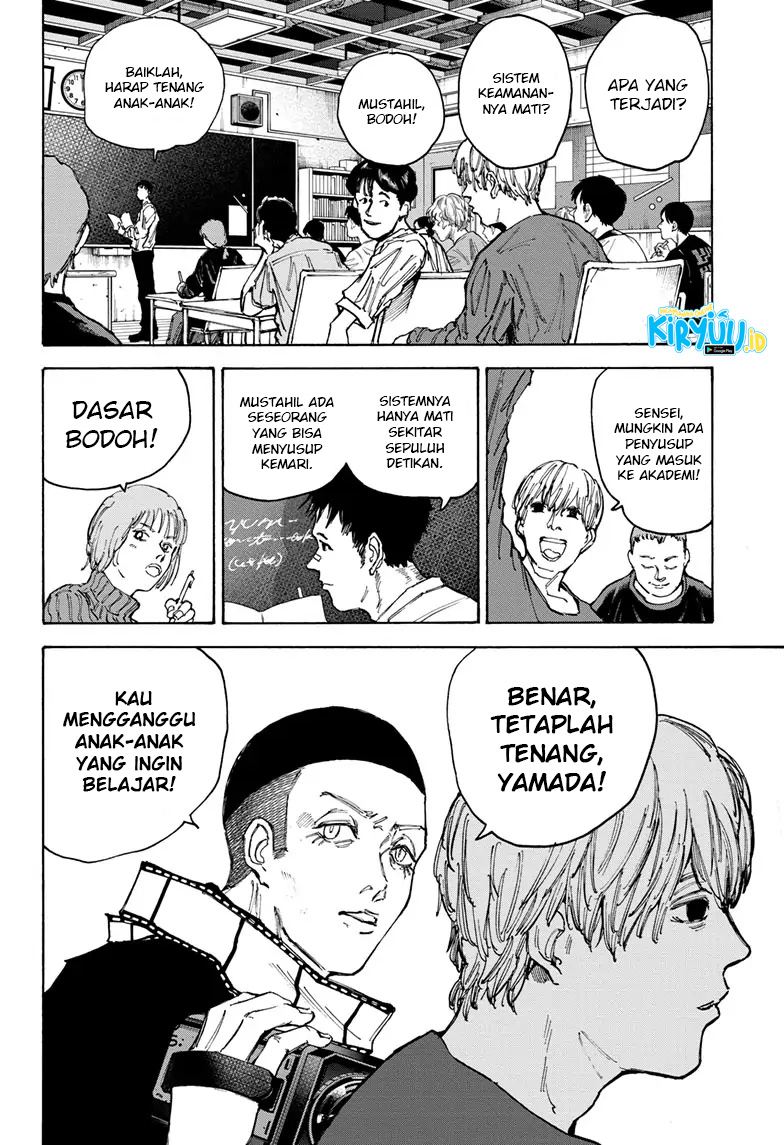 APA YANG
TERJADI?
SISTEM
KEAMANAN-
NYA MATI?
MUSTAHIL,
BODOH!
BAIKLAH,
HARAP TENANG
ANAK-ANAK!
KIRYUU.ID
SENSEI,
MUNGKIN ADA
PENYUSUP
YANG MASUK
KE AKADEMI!
SISTEMNYA
HANYA MATI
SEKITAR
SEPULUH
DETIKAN.
MUSTAHIL ADA
SESEORANG
YANG BISA
MENYUSUP
KEMARI.
DASAR
BODOH!
BENAR,
TETAPLAH
TENANG,
YAMADA!
KAU
MENGGANGGU
ANAK-ANAK
YANG INGIN
BELAJAR!